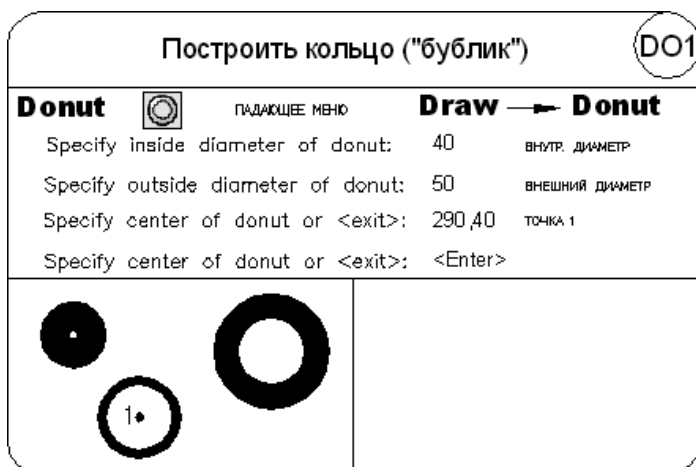 Построить кольцо ("бублик") DO1
Donut ПАДАЮЩЕЕ МЕНЮ Draw Donut
Specify inside diameter of donut: 40 ВНУТР. ДИАМЕТР
Specify outside diameter of donut: 50 ВНЕШНИЙ ДИАМЕТР
Specify center of donut or <exit>: 290,40 ТОЧКА 1
Specify center of donut or <exit>: <Enter>
1